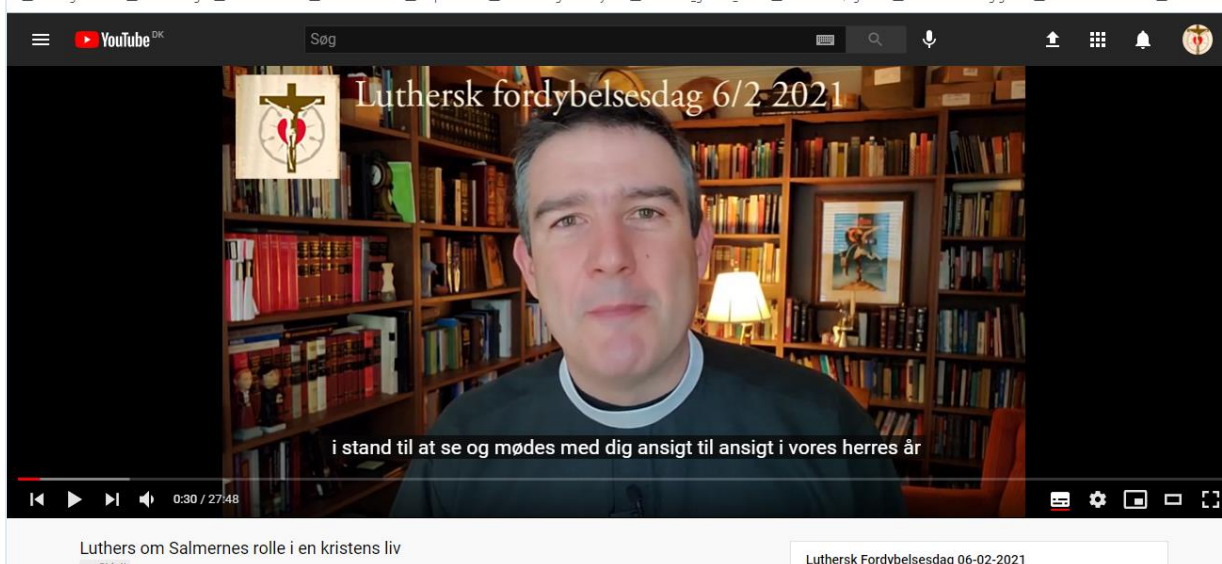 YouTube DK
Søg
Luthersk fordybelsesdag 6/2 2021
i stand til at se og mødes med dig ansigt til ansigt i vores herres år
0:30 / 27:48
Luthers om Salmernes rolle i en kristens liv
Luthersk Fordybelsesdag 06-02-2021